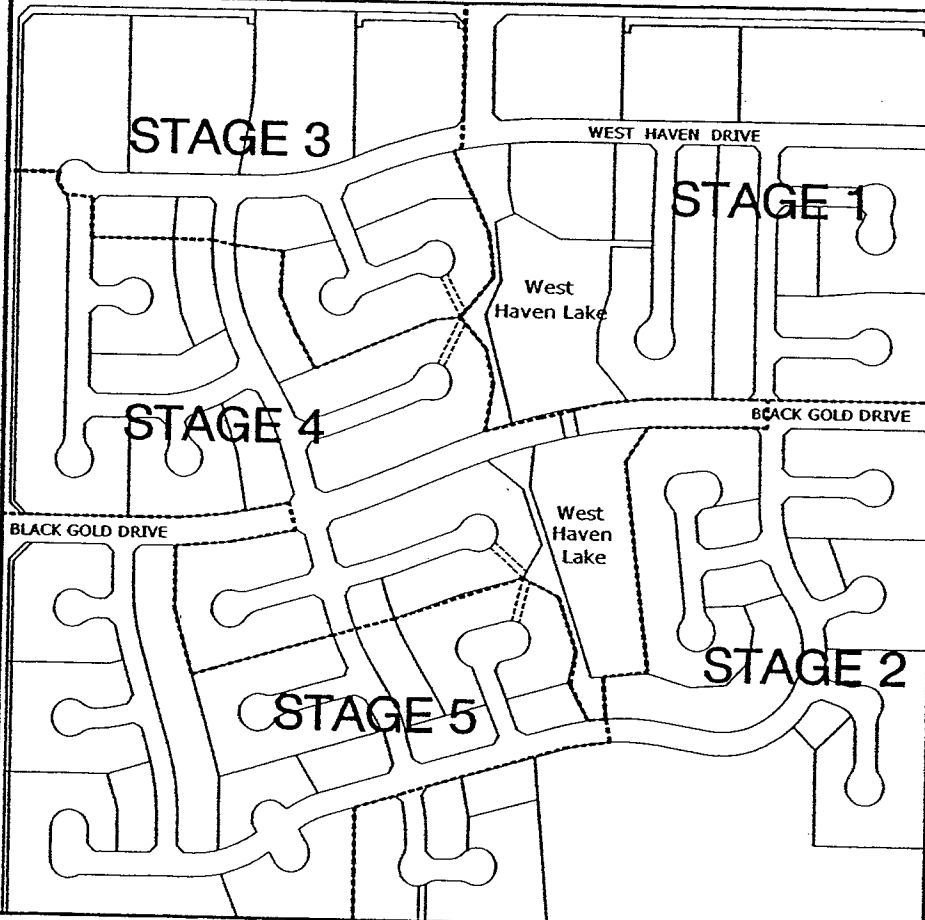 STAGE 3
WEST HAVEN DRIVE
STAGE 1
West
Haven Lake
STAGE 4
BLACK GOLD DRIVE
BLACK GOLD DRIVE
West
Haven
Lake
STAGE 2
STAGE 5